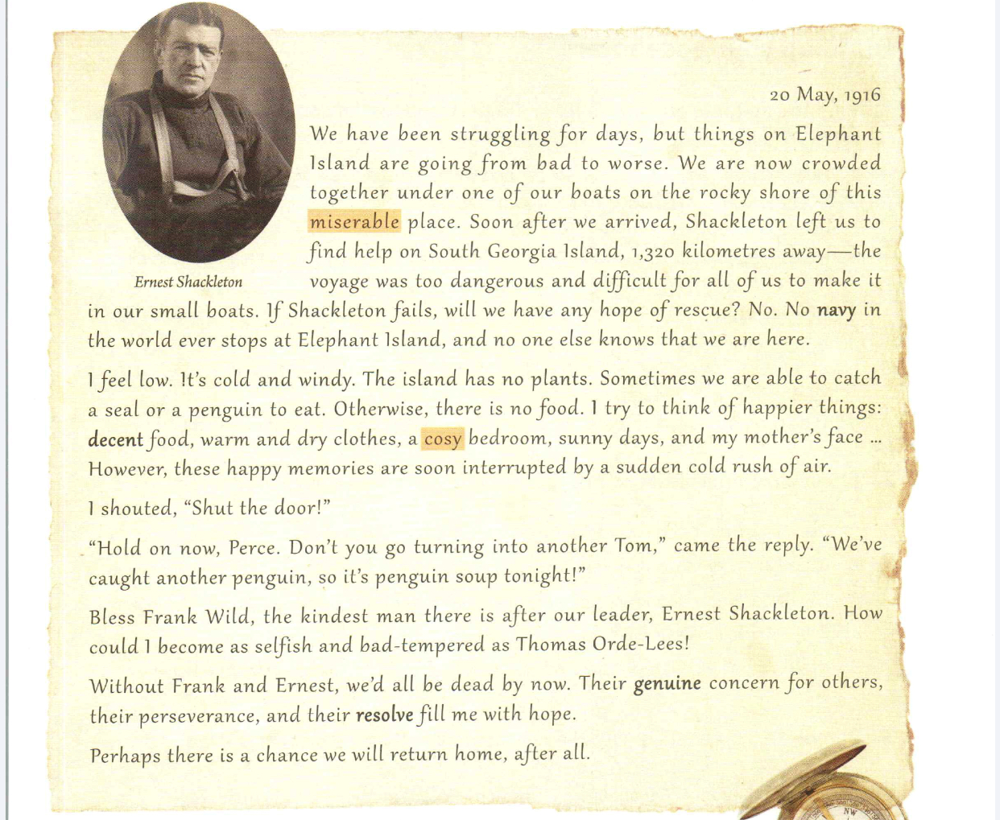 20 May, 1916
We have been struggling for days, but things on Elephant
Island are going from bad to worse. We are now crowded
together under one of our boats on the rocky shore of this
miserable place. Soon after we arrived, Shackleton left us to
find help on South Georgia Island, 1,320 kilometres away—the
Ernest Shackleton
voyage was too dangerous and difficult for all of us to make it
in our small boats. If Shackleton fails, will we have any hope of rescue? No. No navy in
the world ever stops at Elephant Island, and no one else knows that we are here.
I feel low. It's cold and windy. The island has no plants. Sometimes we are able to catch
a seal or a penguin to eat. Otherwise, there is no food. I try to think of happier things:
decent food, warm and dry clothes, a cosy bedroom, sunny days, and my mother's face ...
However, these happy memories are soon interrupted by a sudden cold rush of air.
I shouted, “Shut the door!”
“Hold on now, Perce. Don't you go turning into another Tom,” came the reply. “We've
caught another penguin, so it's penguin soup tonight!”
Bless Frank Wild, the kindest man there is after our leader, Ernest Shackleton. How
could I become as selfish and bad-tempered as Thomas Orde-Lees!
Without Frank and Ernest, we'd all be dead by now. Their genuine concern for others,
their perseverance, and their resolve fill me with hope.
Perhaps there is a chance we will return home, after all.
NW